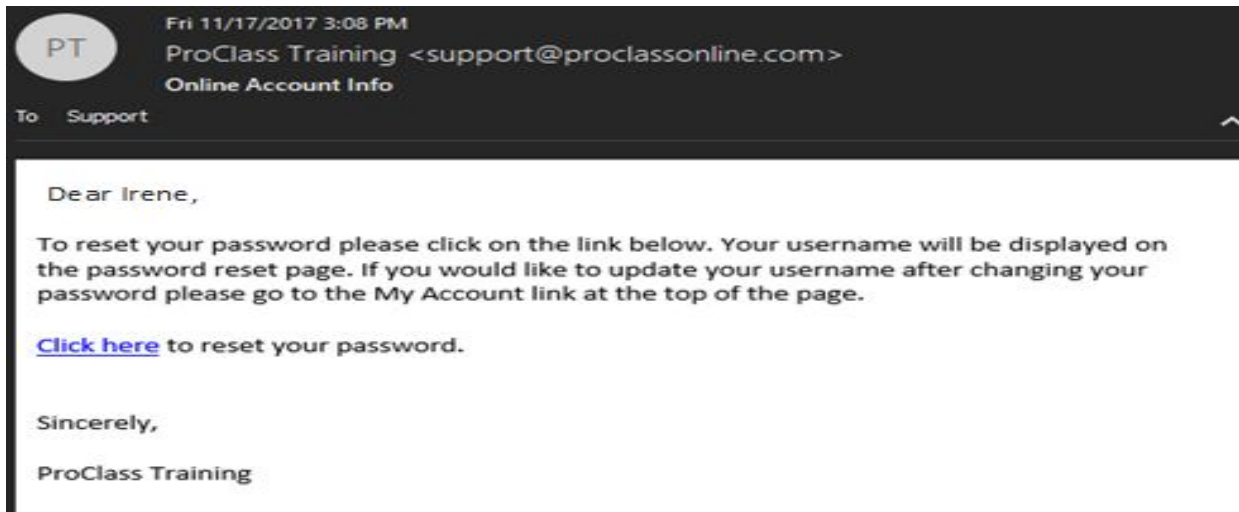 PT
Fri 11/17/2017 3:08 PM
ProClass Training <support@proclassonline.com>
Online Account Info
To Support
Dear Irene,
To reset your password please click on the link below. Your username will be displayed on
the password reset page. If you would like to update your username after changing your
password please go to the My Account link at the top of the page.
Click here to reset your password.
Sincerely,
ProClass Training